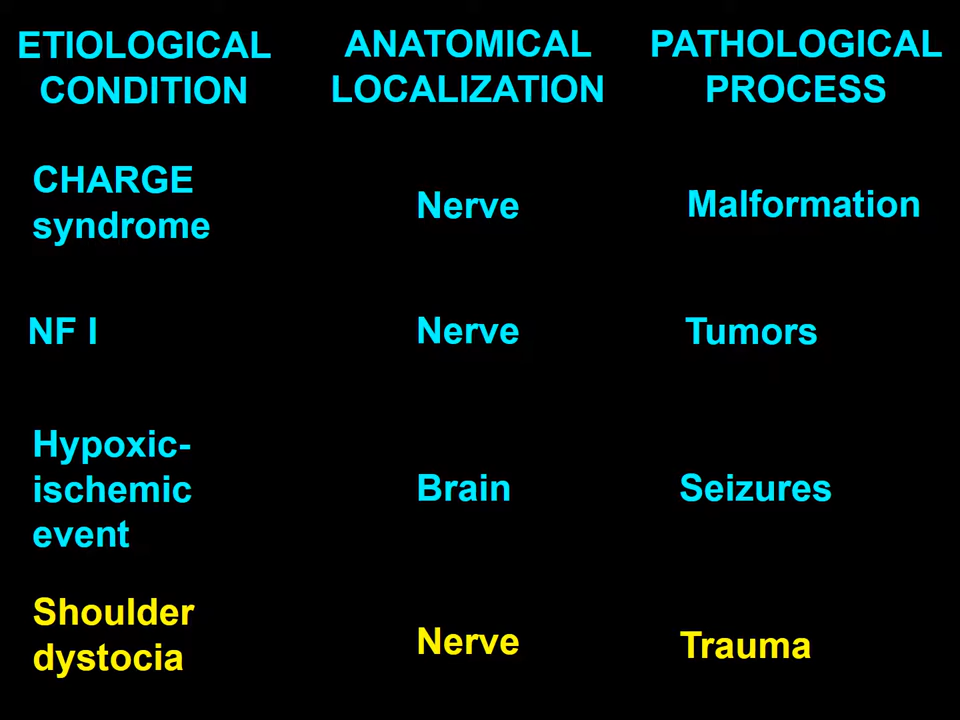 ETIOLOGICAL CONDITION
ANATOMICAL LOCALIZATION
PATHOLOGICAL PROCESS
CHARGE
syndrome
Nerve
Malformation
NF I
Nerve
Tumors
Hypoxic-
ischemic
event
Brain
Seizures
Shoulder
dystocia
Nerve
Trauma